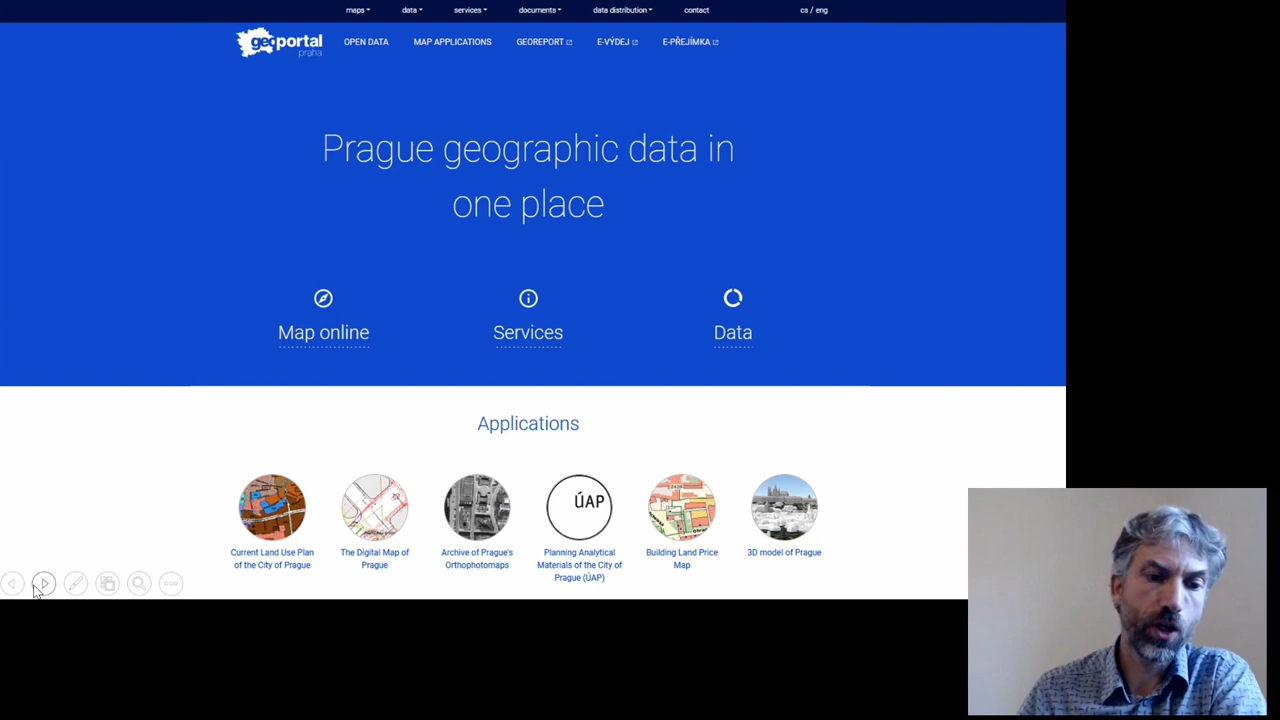 maps data services documents data distribution contact cs / eng
geoportal
praha
OPEN DATA MAP APPLICATIONS GEOREPORT E-VÝDEJ E-PŘEJÍMKA
Prague geographic data in
one place
Map online Services Data
Applications
ÚAP
Current Land Use Plan
of the City of Prague
The Digital Map of
Prague
Archive of Prague's
Orthophotomaps
Planning Analytical
Materials of the City of
Prague (ÚAP)
Building Land Price
Map
3D model of Prague